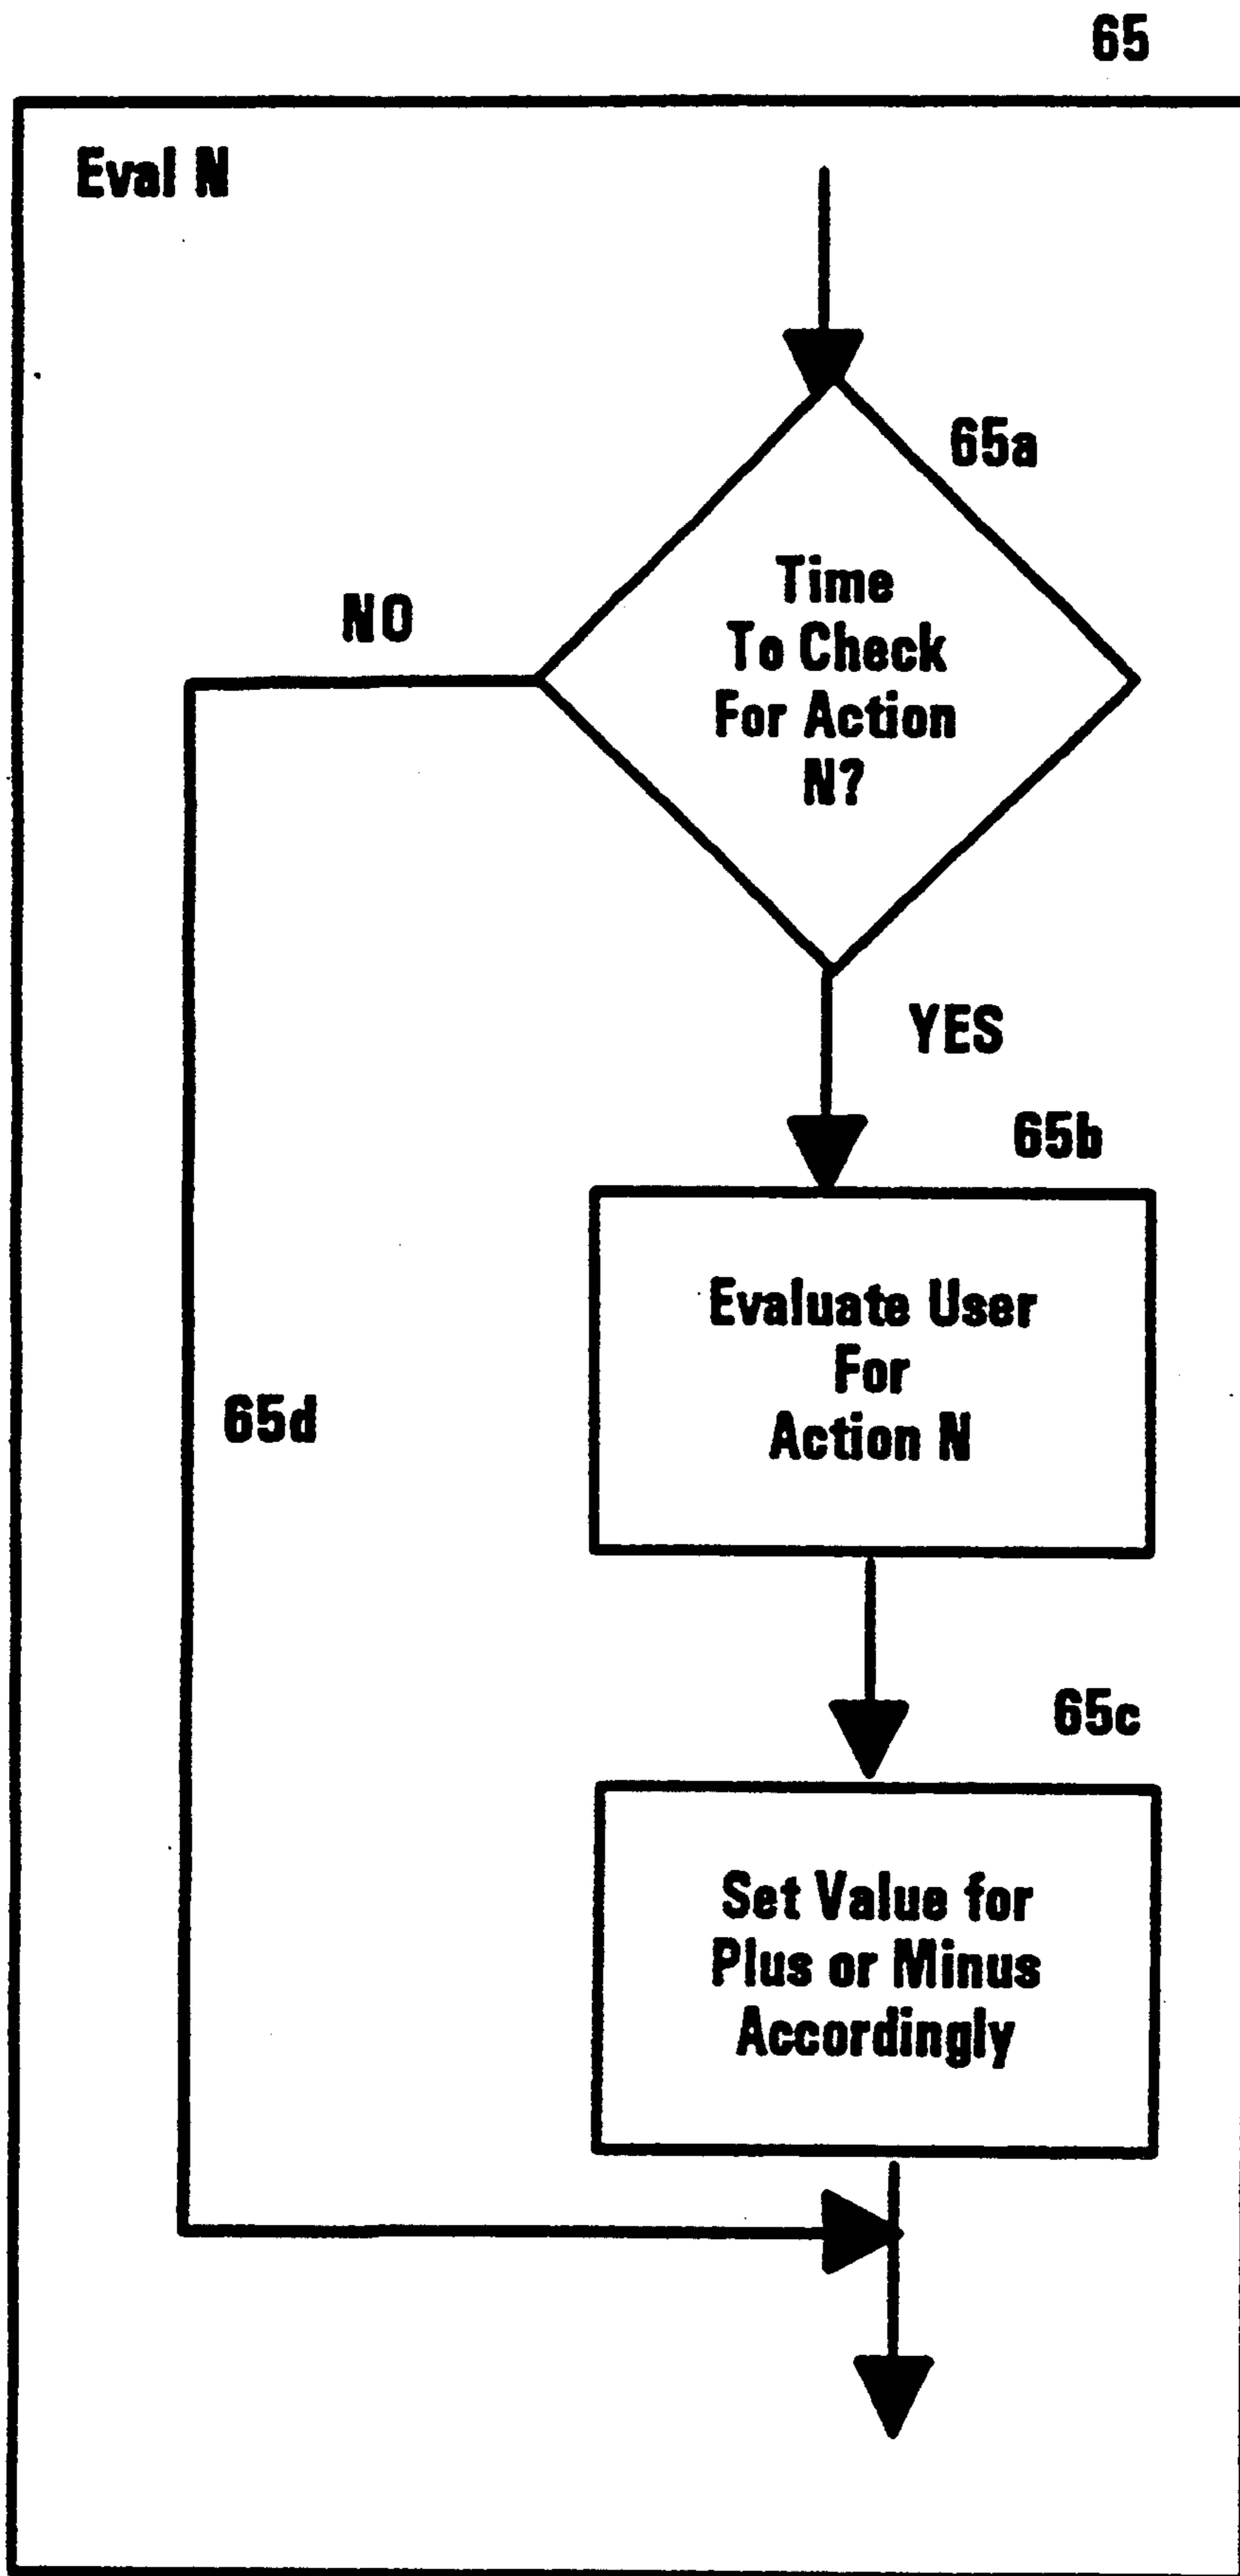 65
Eval N
65a
Time
To Check
For Action
N?
NO
YES
65b
Evaluate User
For
Action N
65d
65c
Set Value for
Plus or Minus
Accordingly